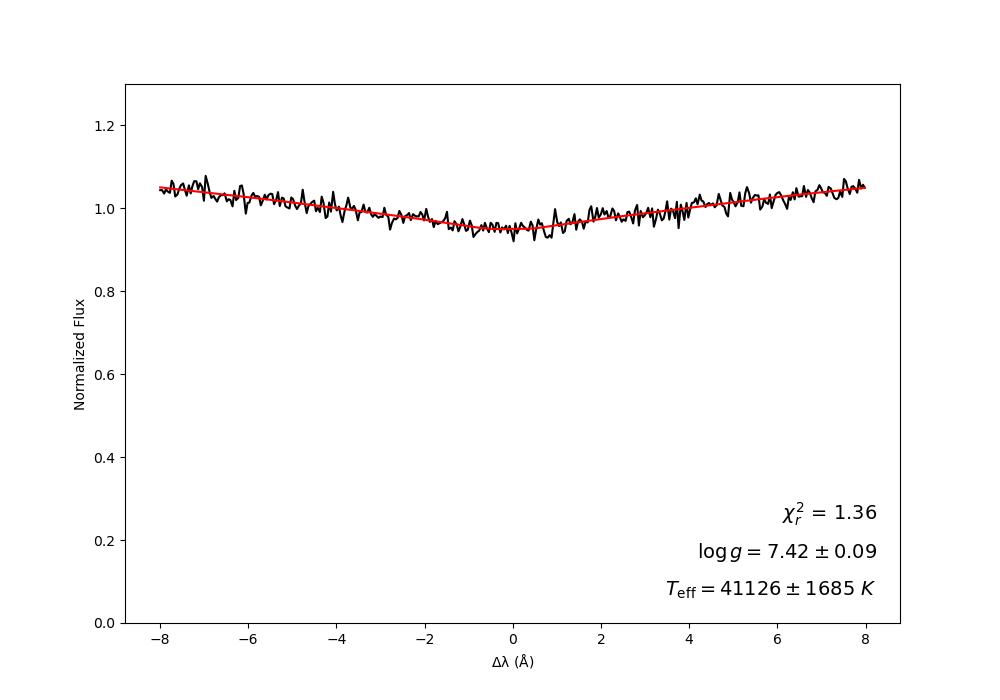 1.2
1.0
0.8
0.6
0.4
0.2
0.0
Normalized Flux
χ²ᵣ = 1.36
log g = 7.42 ± 0.09
T_eff = 41126 ± 1685 K
−8 −6 −4 −2 0 2 4 6 8
Δλ (Å)